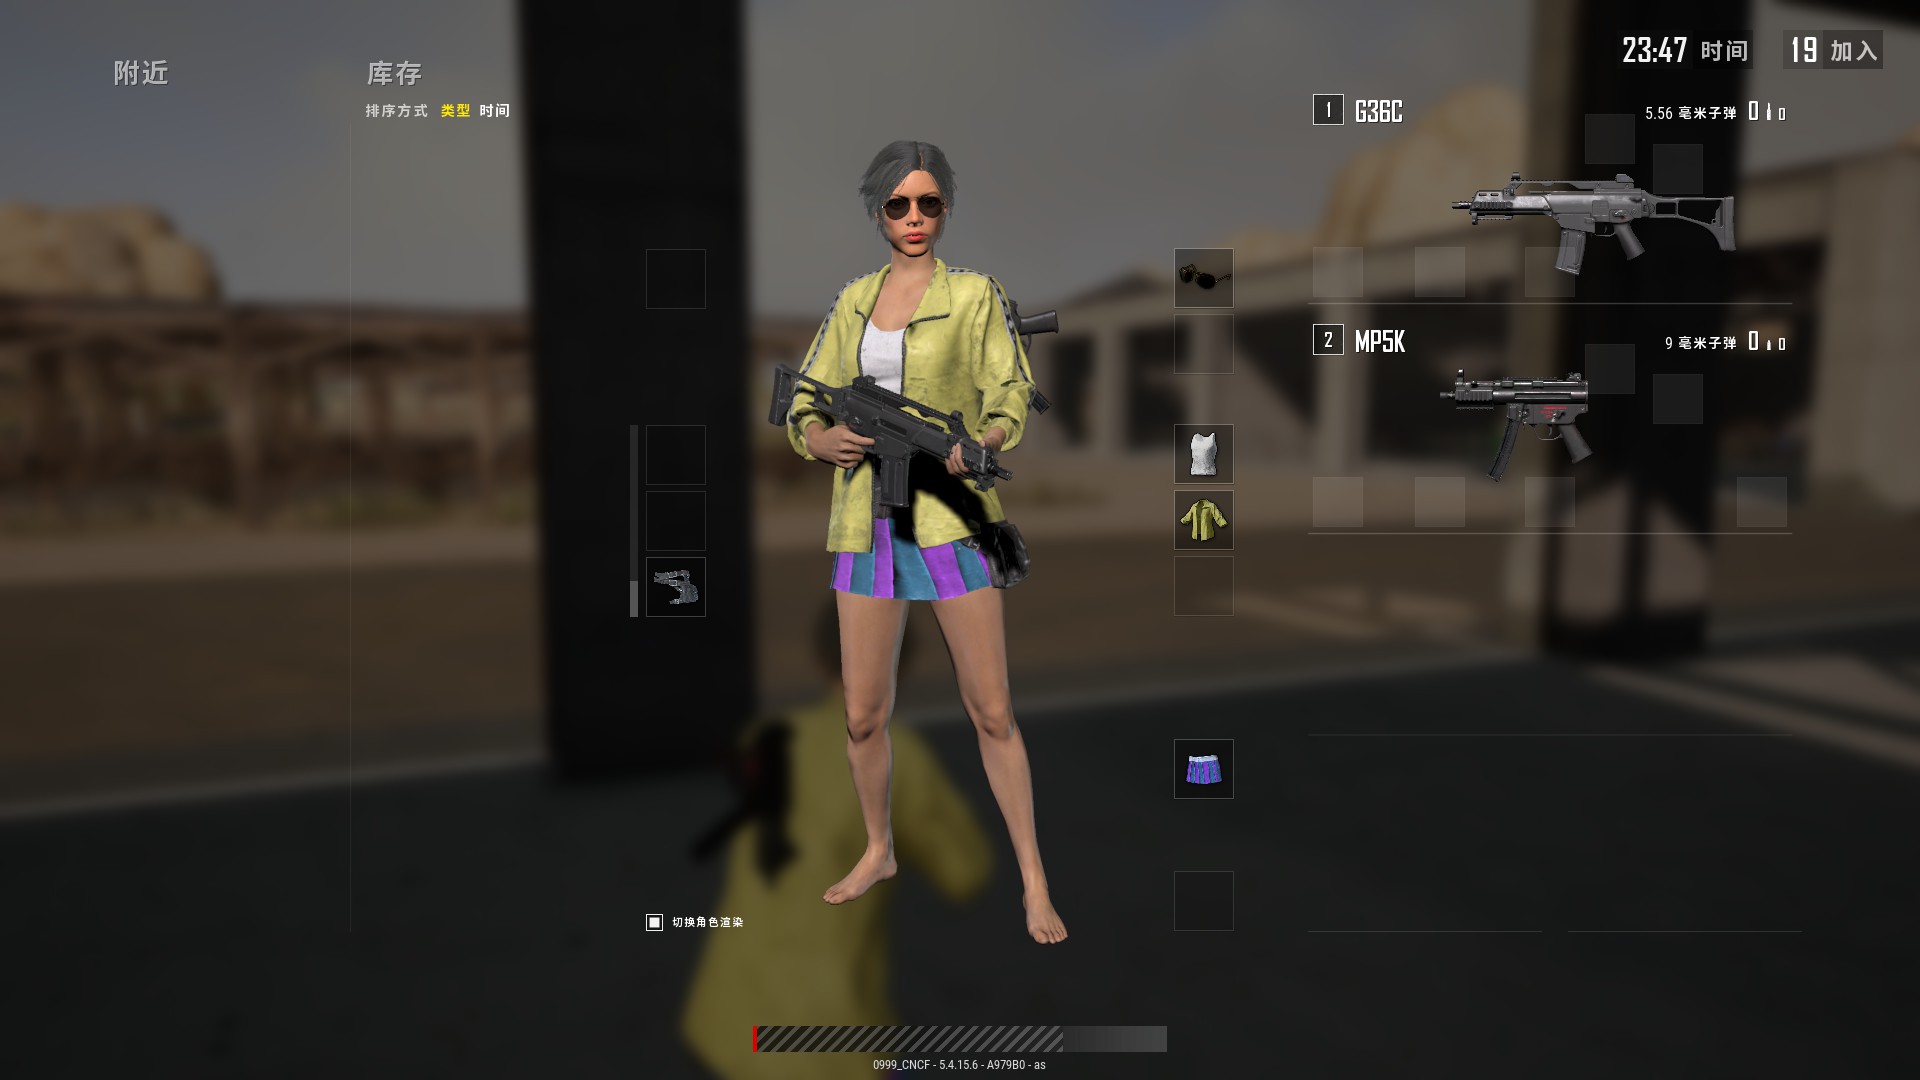 附近
库存
排序方式 类型 时间
23:47 时间
19 加入
1 G36C
5.56 毫米子弹 0 0
2 MP5K
9 毫米子弹 0 0
切换角色渲染
0999_CNCF - 5.4.15.6 - A979B0 - as